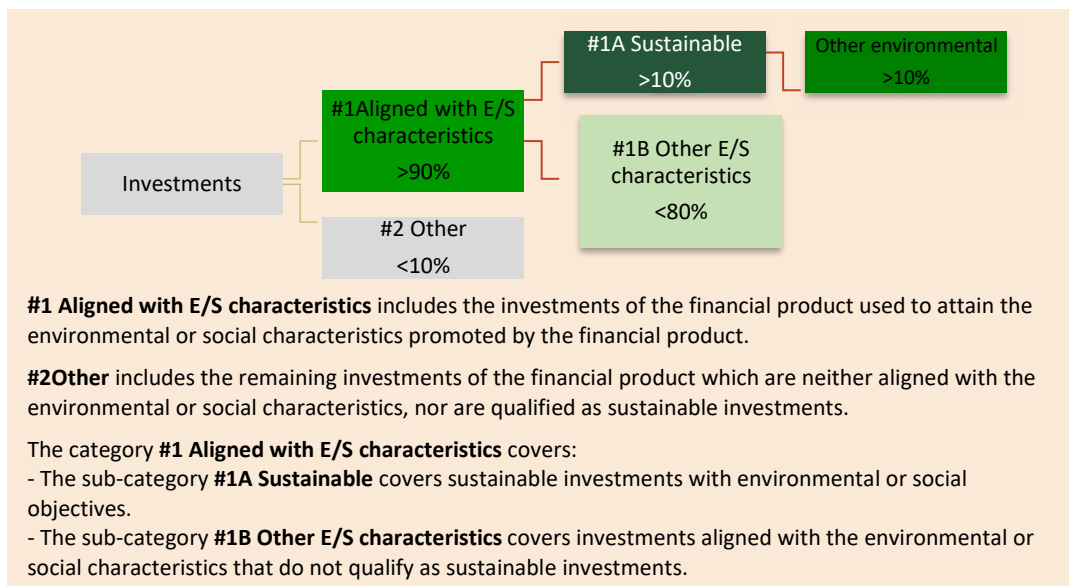 #1A Sustainable
>10%
Other environmental
>10%
#1Aligned with E/S
characteristics
>90%
#1B Other E/S
characteristics
<80%
Investments
#2 Other
<10%
#1 Aligned with E/S characteristics includes the investments of the financial product used to attain the
environmental or social characteristics promoted by the financial product.
#2Other includes the remaining investments of the financial product which are neither aligned with the
environmental or social characteristics, nor are qualified as sustainable investments.
The category #1 Aligned with E/S characteristics covers:
- The sub-category #1A Sustainable covers sustainable investments with environmental or social
objectives.
- The sub-category #1B Other E/S characteristics covers investments aligned with the environmental or
social characteristics that do not qualify as sustainable investments.